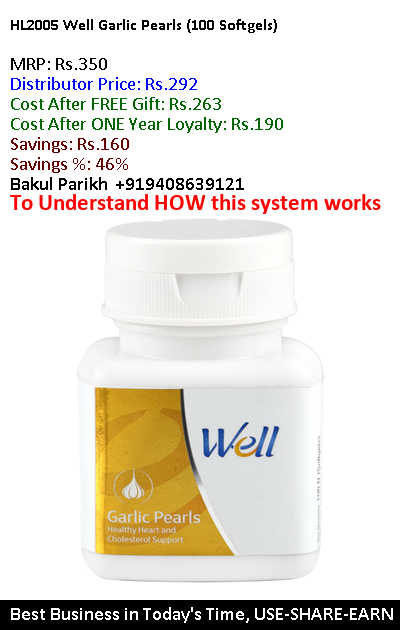 HL2005 Well Garlic Pearls (100 Softgels)
MRP: Rs.350
Distributor Price: Rs.292
Cost After FREE Gift: Rs.263
Cost After ONE Year Loyalty: Rs.190
Savings: Rs.160
Savings %: 46%
Bakul Parikh +919408639121
To Understand HOW this system works
Well
Garlic Pearls
Healthy Heart and
Cholesterol Support
Best Business in Today's Time, USE-SHARE-EARN